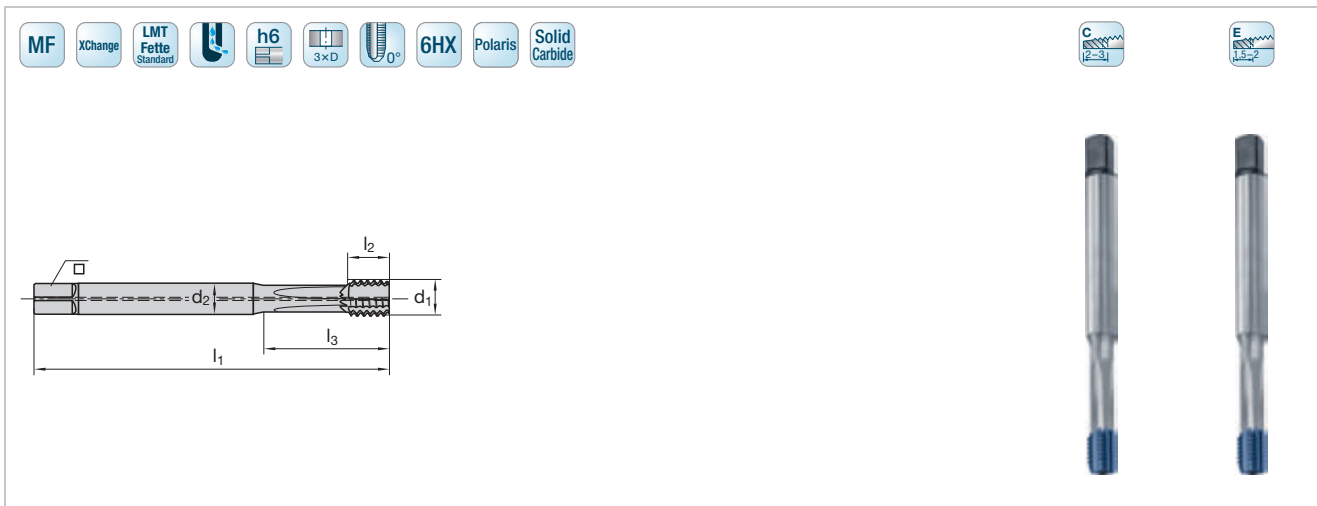 MF
XChange
LMT
Fette
Standard
h6
3×D
0°
6HX
Polaris
Solid
Carbide
C
2–3
E
1,5–2
l2
d2
d1
l3
l1